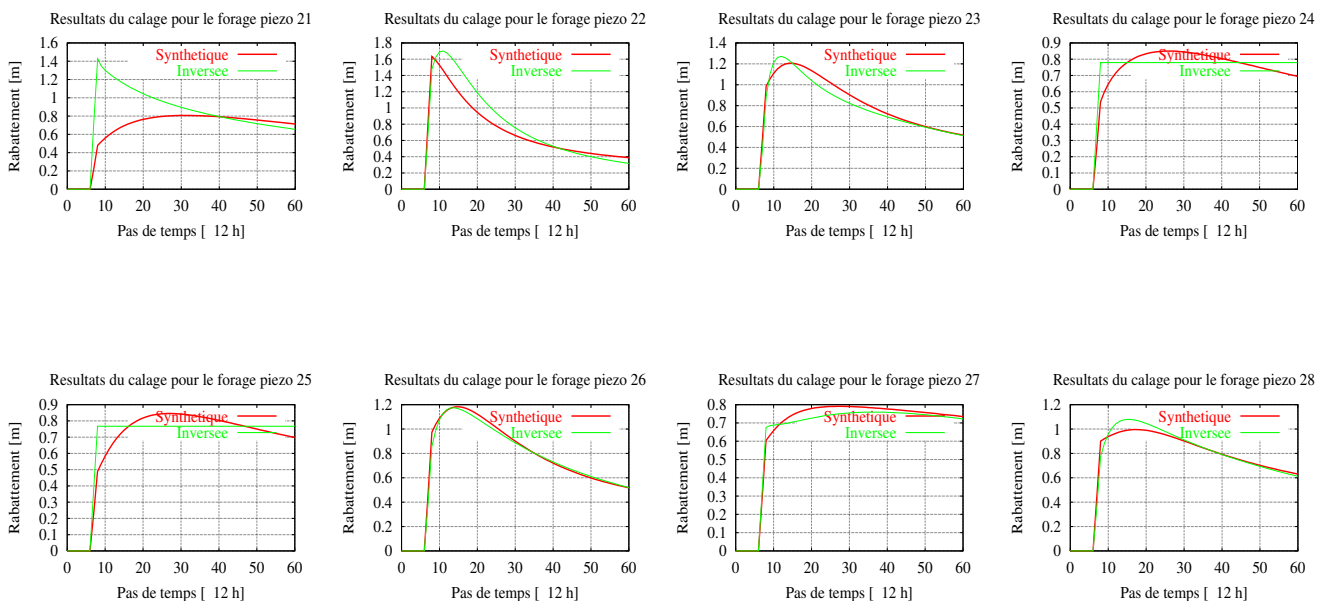 Resultats du calage pour le forage piezo 21
Rabattement [m]
1.6
1.4
1.2
1
0.8
0.6
0.4
0.2
0
Synthetique
Inversee
0 10 20 30 40 50 60
Pas de temps [ 12 h]
Resultats du calage pour le forage piezo 22
Rabattement [m]
1.8
1.6
1.4
1.2
1
0.8
0.6
0.4
0.2
0
Synthetique
Inversee
0 10 20 30 40 50 60
Pas de temps [ 12 h]
Resultats du calage pour le forage piezo 23
Rabattement [m]
1.4
1.2
1
0.8
0.6
0.4
0.2
0
Synthetique
Inversee
0 10 20 30 40 50 60
Pas de temps [ 12 h]
Resultats du calage pour le forage piezo 24
Rabattement [m]
0.9
0.8
0.7
0.6
0.5
0.4
0.3
0.2
0.1
0
Synthetique
Inversee
0 10 20 30 40 50 60
Pas de temps [ 12 h]
Resultats du calage pour le forage piezo 25
Rabattement [m]
0.9
0.8
0.7
0.6
0.5
0.4
0.3
0.2
0.1
0
Synthetique
Inversee
0 10 20 30 40 50 60
Pas de temps [ 12 h]
Resultats du calage pour le forage piezo 26
Rabattement [m]
1.2
1
0.8
0.6
0.4
0.2
0
Synthetique
Inversee
0 10 20 30 40 50 60
Pas de temps [ 12 h]
Resultats du calage pour le forage piezo 27
Rabattement [m]
0.8
0.7
0.6
0.5
0.4
0.3
0.2
0.1
0
Synthetique
Inversee
0 10 20 30 40 50 60
Pas de temps [ 12 h]
Resultats du calage pour le forage piezo 28
Rabattement [m]
1.2
1
0.8
0.6
0.4
0.2
0
Synthetique
Inversee
0 10 20 30 40 50 60
Pas de temps [ 12 h]